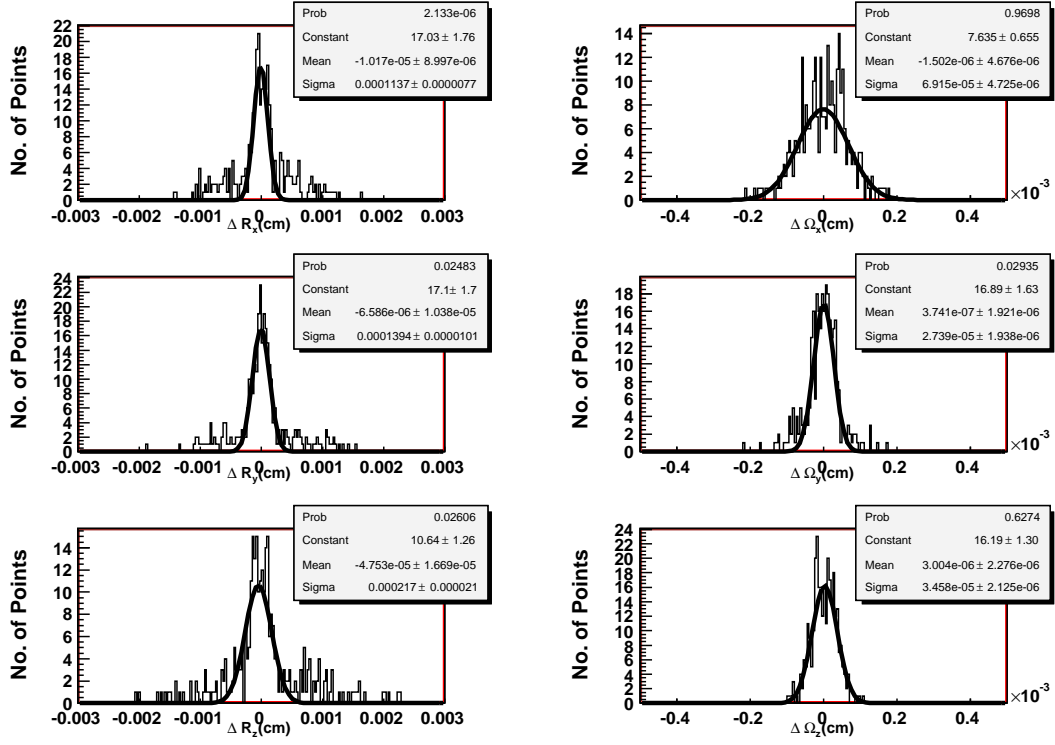 Prob 2.133e-06
Constant 17.03 ± 1.76
Mean -1.017e-05 ± 8.997e-06
Sigma 0.0001137 ± 0.0000077
No. of Points
22
20
18
16
14
12
10
8
6
4
2
0
-0.003 -0.002 -0.001 0 0.001 0.002 0.003
Δ Rx(cm)
Prob 0.9698
Constant 7.635 ± 0.655
Mean -1.502e-06 ± 4.676e-06
Sigma 6.915e-05 ± 4.725e-06
No. of Points
14
12
10
8
6
4
2
0
-0.4 -0.2 0.0 0.2 0.4
×10-3
Δ Ωx(cm)
Prob 0.02483
Constant 17.1 ± 1.7
Mean -6.586e-06 ± 1.038e-05
Sigma 0.0001394 ± 0.0000101
No. of Points
24
22
20
18
16
14
12
10
8
6
4
2
0
-0.003 -0.002 -0.001 0 0.001 0.002 0.003
Δ Ry(cm)
Prob 0.02935
Constant 16.89 ± 1.63
Mean 3.741e-07 ± 1.921e-06
Sigma 2.739e-05 ± 1.938e-06
No. of Points
18
16
14
12
10
8
6
4
2
0
-0.4 -0.2 0.0 0.2 0.4
×10-3
Δ Ωy(cm)
Prob 0.02606
Constant 10.64 ± 1.26
Mean -4.753e-05 ± 1.669e-05
Sigma 0.000217 ± 0.000021
No. of Points
14
12
10
8
6
4
2
0
-0.003 -0.002 -0.001 0 0.001 0.002 0.003
Δ Rz(cm)
Prob 0.6274
Constant 16.19 ± 1.30
Mean 3.004e-06 ± 2.276e-06
Sigma 3.458e-05 ± 2.125e-06
No. of Points
24
22
20
18
16
14
12
10
8
6
4
2
0
-0.4 -0.2 0.0 0.2 0.4
×10-3
Δ Ωz(cm)